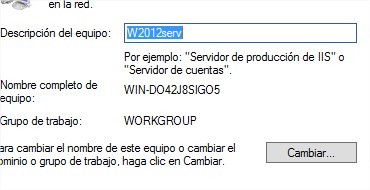 en la red.
Descripción del equipo: W2012serv
Por ejemplo: "Servidor de producción de IIS" o
"Servidor de cuentas".
Nombre completo de WIN-DO42J8SIGO5
equipo:
Grupo de trabajo: WORKGROUP
ara cambiar el nombre de este equipo o cambiar el
ominio o grupo de trabajo, haga clic en Cambiar.
Cambiar...